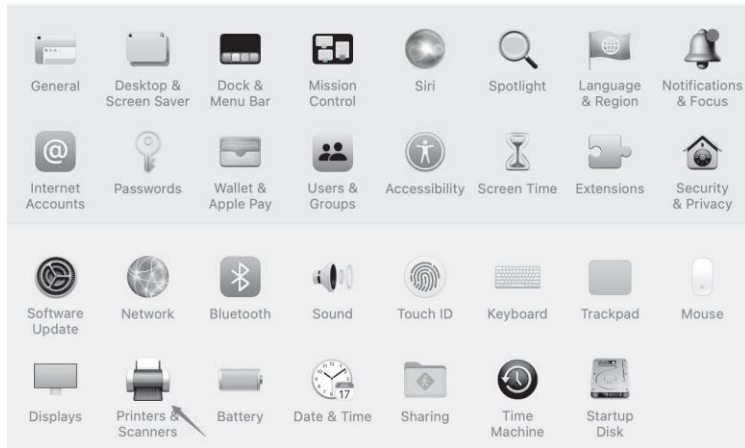 General
Desktop &
Screen Saver
Dock &
Menu Bar
Mission
Control
Siri
Spotlight
Language
& Region
Notifications
& Focus
@
Internet
Accounts
Passwords
Wallet &
Apple Pay
Users &
Groups
Accessibility
Screen Time
Extensions
Security
& Privacy
Software
Update
Network
Bluetooth
Sound
Touch ID
Keyboard
Trackpad
Mouse
Displays
Printers &
Scanners
Battery
17
Date & Time
Sharing
Time
Machine
Startup
Disk